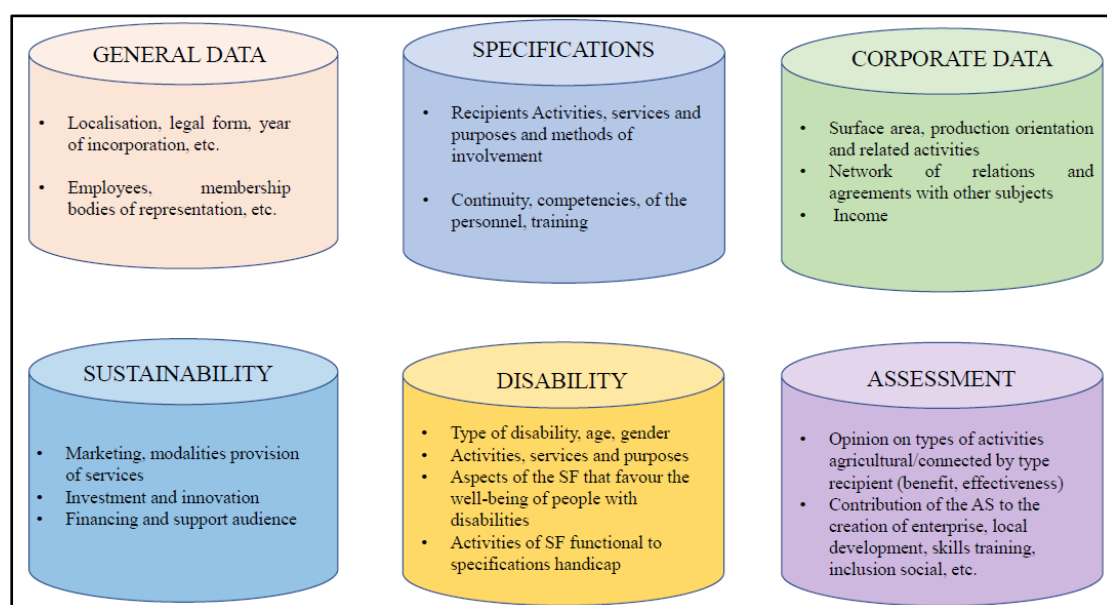 GENERAL DATA
• Localisation, legal form, year
of incorporation, etc.
• Employees, membership
bodies of representation, etc.
SPECIFICATIONS
• Recipients Activities, services and
purposes and methods of
involvement
• Continuity, competencies, of the
personnel, training
CORPORATE DATA
• Surface area, production orientation
and related activities
• Network of relations and
agreements with other subjects
• Income
SUSTAINABILITY
• Marketing, modalities provision
of services
• Investment and innovation
• Financing and support audience
DISABILITY
• Type of disability, age, gender
• Activities, services and purposes
• Aspects of the SF that favour the
well-being of people with
disabilities
• Activities of SF functional to
specifications handicap
ASSESSMENT
• Opinion on types of activities
agricultural/connected by type
recipient (benefit, effectiveness)
• Contribution of the AS to the
creation of enterprise, local
development, skills training,
inclusion social, etc.